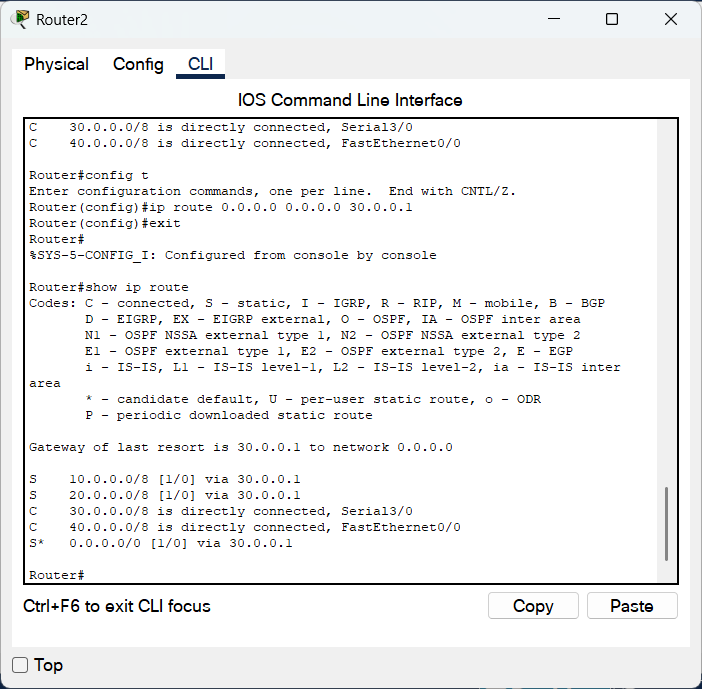 Router2
Physical Config CLI
IOS Command Line Interface
C    30.0.0.0/8 is directly connected, Serial3/0
C    40.0.0.0/8 is directly connected, FastEthernet0/0
Router#config t
Enter configuration commands, one per line.  End with CNTL/Z.
Router(config)#ip route 0.0.0.0 0.0.0.0 30.0.0.1
Router(config)#exit
Router#
%SYS-5-CONFIG_I: Configured from console by console
Router#show ip route
Codes: C - connected, S - static, I - IGRP, R - RIP, M - mobile, B - BGP
       D - EIGRP, EX - EIGRP external, O - OSPF, IA - OSPF inter area
       N1 - OSPF NSSA external type 1, N2 - OSPF NSSA external type 2
       E1 - OSPF external type 1, E2 - OSPF external type 2, E - EGP
       i - IS-IS, L1 - IS-IS level-1, L2 - IS-IS level-2, ia - IS-IS inter
area
       * - candidate default, U - per-user static route, o - ODR
       P - periodic downloaded static route
Gateway of last resort is 30.0.0.1 to network 0.0.0.0
S    10.0.0.0/8 [1/0] via 30.0.0.1
S    20.0.0.0/8 [1/0] via 30.0.0.1
C    30.0.0.0/8 is directly connected, Serial3/0
C    40.0.0.0/8 is directly connected, FastEthernet0/0
S*   0.0.0.0/0 [1/0] via 30.0.0.1
Router#
Ctrl+F6 to exit CLI focus
Copy Paste
Top